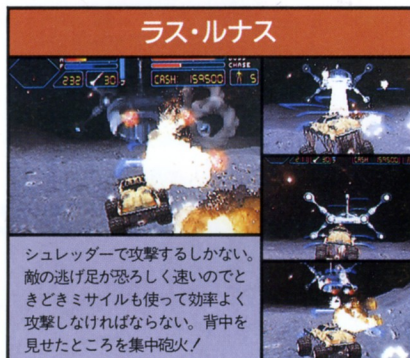 ラス・ルナス
CHASE
232
30
CASH 159500
5
シュレッダーで攻撃するしかない。
敵の逃げ足が恐ろしく速いのでと
きどきミサイルも使って効率よく
攻撃しなければならない。背中を
見せたところを集中砲火!